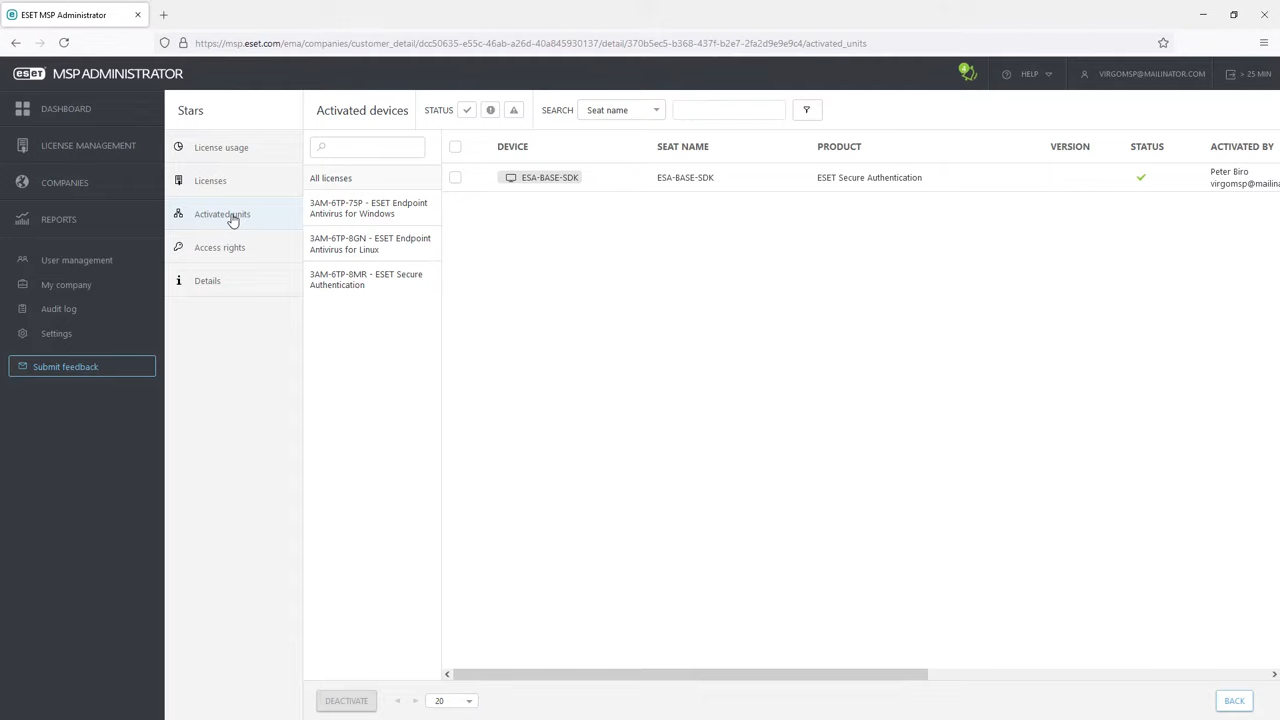 ESET MSP Administrator
https://msp.eset.com/ema/companies/customer_detail/dcc50635-e55c-46ab-a26d-40a845930137/detail/370b5ec5-b368-437f-b2e7-2fa2d9e9e9c4/activated_units
eset MSP ADMINISTRATOR
4
HELP
VIRGOMSP@MAILINATOR.COM
> 25 MIN
DASHBOARD
LICENSE MANAGEMENT
COMPANIES
REPORTS
User management
My company
Audit log
Settings
Submit feedback
Stars
License usage
Licenses
Activated units
Access rights
Details
Activated devices
STATUS
SEARCH
Seat name
All licenses
3AM-6TP-75P - ESET Endpoint
Antivirus for Windows
3AM-6TP-8GN - ESET Endpoint
Antivirus for Linux
3AM-6TP-8MR - ESET Secure
Authentication
DEVICE SEAT NAME PRODUCT VERSION STATUS ACTIVATED BY
ESA-BASE-SDK ESA-BASE-SDK ESET Secure Authentication Peter Biro
virgomsp@mailina
DEACTIVATE
20
BACK